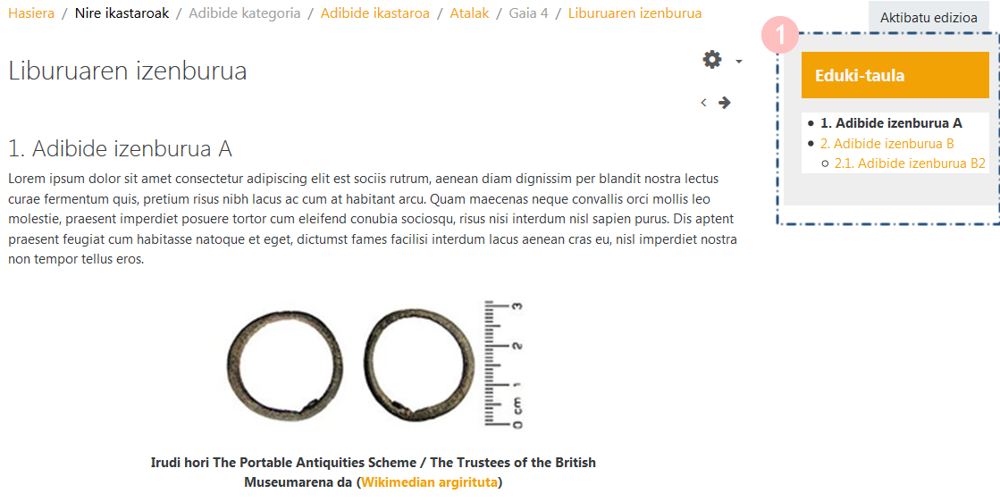 Hasiera / Nire ikastaroak / Adibide kategoria / Adibide ikastaroa / Atalak / Gaia 4 / Liburuaren izenburua
Aktibatu edizioa
1
Liburuaren izenburua
Eduki-taula
1. Adibide izenburua A
2. Adibide izenburua B
2.1. Adibide izenburua B2
1. Adibide izenburua A
Lorem ipsum dolor sit amet consectetur adipiscing elit est sociis rutrum, aenean diam dignissim per blandit nostra lectus
curae fermentum quis, pretium risus nibh lacus ac cum at habitant arcu. Quam maecenas neque convallis orci mollis leo
molestie, praesent imperdiet posuere tortor cum eleifend conubia sociosqu, risus nisi interdum nisl sapien purus. Dis aptent
praesent feugiat cum habitasse natoque et eget, dictumst fames facilisi interdum lacus aenean cras eu, nisl imperdiet nostra
non tempor tellus eros.
0 cm 1 2 3
Irudi hori The Portable Antiquities Scheme / The Trustees of the British
Museumarena da (Wikimedian argirituta)